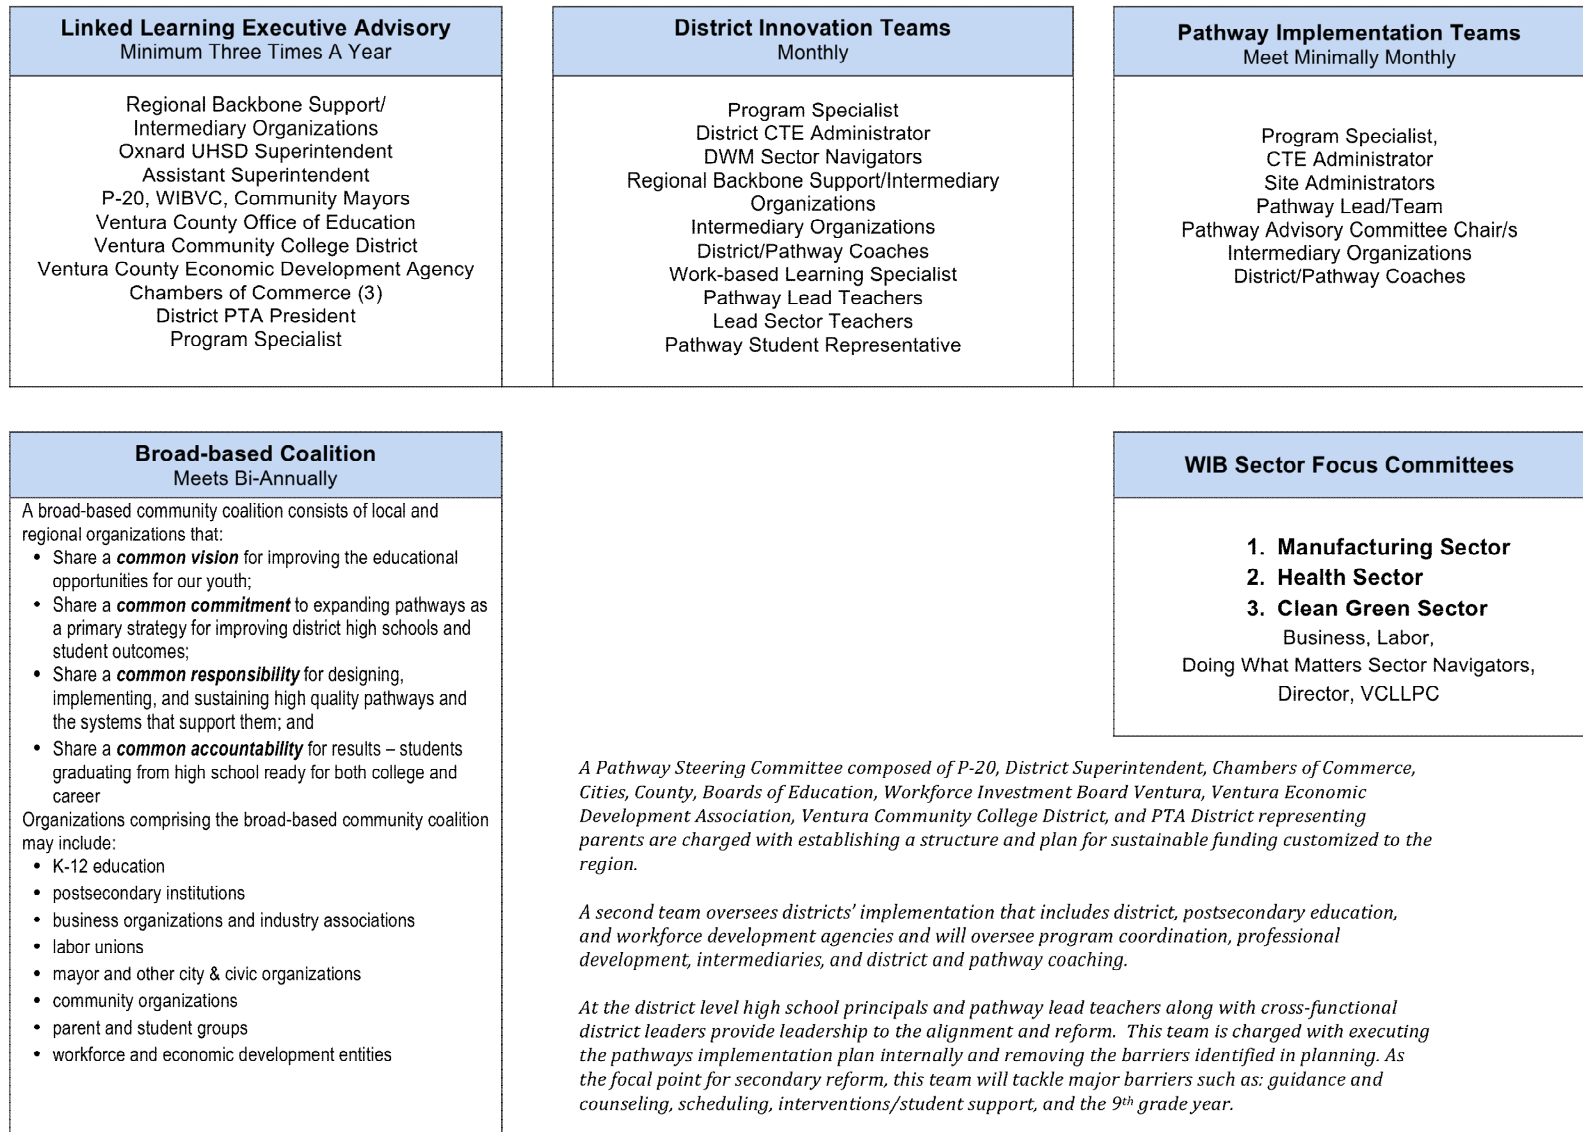 Linked Learning Executive Advisory
Minimum Three Times A Year
Regional Backbone Support/
Intermediary Organizations
Oxnard UHSD Superintendent
Assistant Superintendent
P-20, WIBVC, Community Mayors
Ventura County Office of Education
Ventura Community College District
Ventura County Economic Development Agency
Chambers of Commerce (3)
District PTA President
Program Specialist
District Innovation Teams
Monthly
Program Specialist
District CTE Administrator
DWM Sector Navigators
Regional Backbone Support/Intermediary
Organizations
Intermediary Organizations
District/Pathway Coaches
Work-based Learning Specialist
Pathway Lead Teachers
Lead Sector Teachers
Pathway Student Representative
Pathway Implementation Teams
Meet Minimally Monthly
Program Specialist,
CTE Administrator
Site Administrators
Pathway Lead/Team
Pathway Advisory Committee Chair/s
Intermediary Organizations
District/Pathway Coaches
Broad-based Coalition
Meets Bi-Annually
A broad-based community coalition consists of local and
regional organizations that:
• Share a common vision for improving the educational
opportunities for our youth;
• Share a common commitment to expanding pathways as
a primary strategy for improving district high schools and
student outcomes;
• Share a common responsibility for designing,
implementing, and sustaining high quality pathways and
the systems that support them; and
• Share a common accountability for results – students
graduating from high school ready for both college and
career
Organizations comprising the broad-based community coalition
may include:
• K-12 education
• postsecondary institutions
• business organizations and industry associations
• labor unions
• mayor and other city & civic organizations
• community organizations
• parent and student groups
• workforce and economic development entities
WIB Sector Focus Committees
1. Manufacturing Sector
2. Health Sector
3. Clean Green Sector
Business, Labor,
Doing What Matters Sector Navigators,
Director, VCLLPC
A Pathway Steering Committee composed of P-20, District Superintendent, Chambers of Commerce,
Cities, County, Boards of Education, Workforce Investment Board Ventura, Ventura Economic
Development Association, Ventura Community College District, and PTA District representing
parents are charged with establishing a structure and plan for sustainable funding customized to the
region.
A second team oversees districts' implementation that includes district, postsecondary education,
and workforce development agencies and will oversee program coordination, professional
development, intermediaries, and district and pathway coaching.
At the district level high school principals and pathway lead teachers along with cross-functional
district leaders provide leadership to the alignment and reform. This team is charged with executing
the pathways implementation plan internally and removing the barriers identified in planning. As
the focal point for secondary reform, this team will tackle major barriers such as: guidance and
counseling, scheduling, interventions/student support, and the 9th grade year.